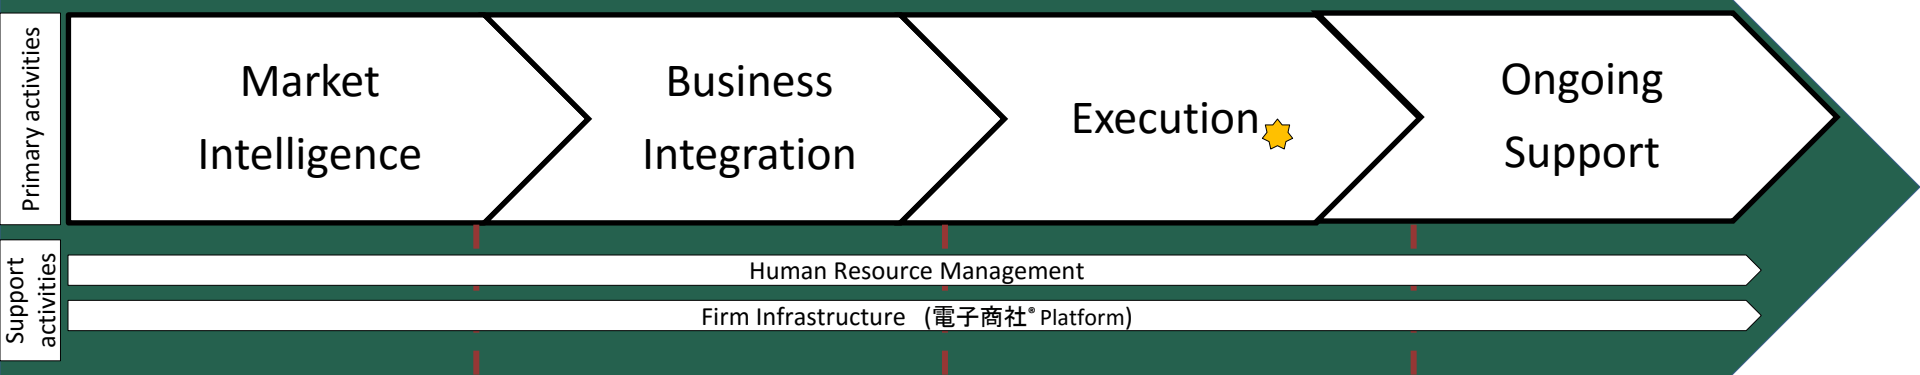 Primary activities
Market
Intelligence
Business
Integration
Execution
Ongoing
Support
Support
activities
Human Resource Management
Firm Infrastructure (電子商社® Platform)